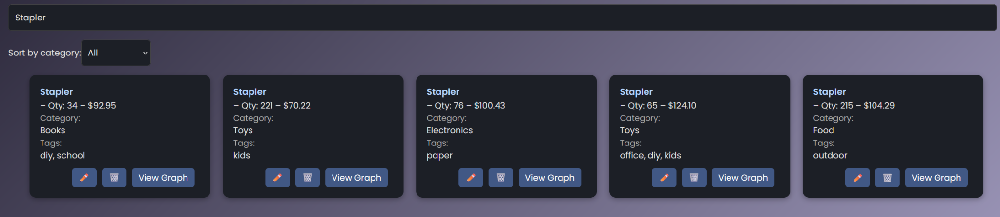 Stapler
Sort by category: All
Stapler
– Qty: 34 – $92.95
Category:
Books
Tags:
diy, school
View Graph
Stapler
– Qty: 221 – $70.22
Category:
Toys
Tags:
kids
View Graph
Stapler
– Qty: 76 – $100.43
Category:
Electronics
Tags:
paper
View Graph
Stapler
– Qty: 65 – $124.10
Category:
Toys
Tags:
office, diy, kids
View Graph
Stapler
– Qty: 215 – $104.29
Category:
Food
Tags:
outdoor
View Graph